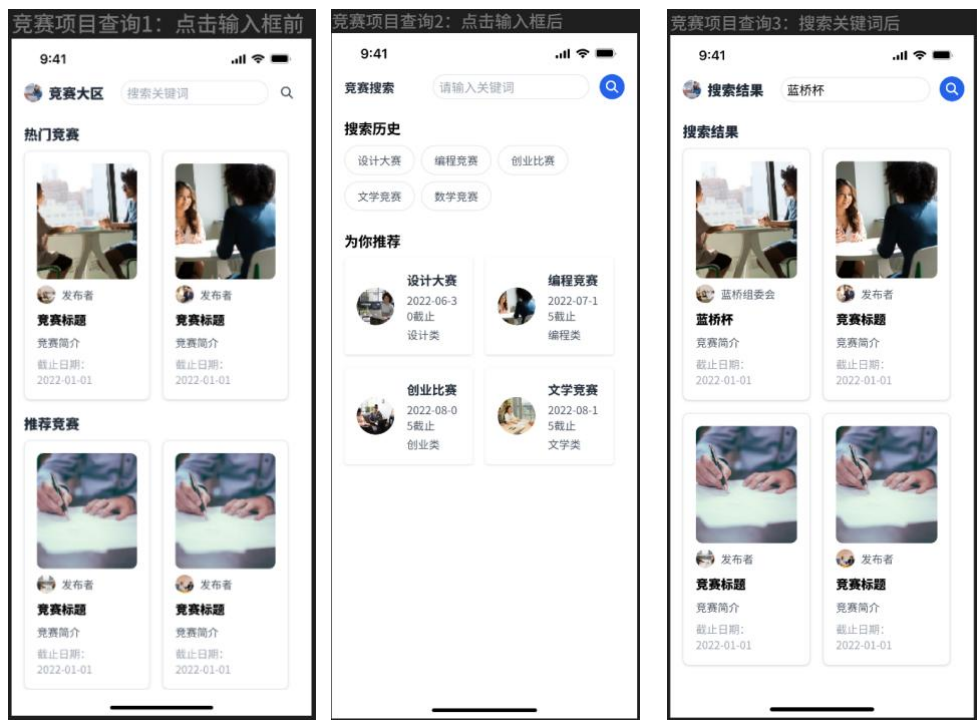 竞赛项目查询1：点击输入框前
9:41
竞赛大区
搜索关键词
热门竞赛
发布者
竞赛标题
竞赛简介
截止日期：
2022-01-01
发布者
竞赛标题
竞赛简介
截止日期：
2022-01-01
推荐竞赛
发布者
竞赛标题
竞赛简介
截止日期：
2022-01-01
发布者
竞赛标题
竞赛简介
截止日期：
2022-01-01
竞赛项目查询2：点击输入框后
9:41
竞赛搜索
请输入关键词
搜索历史
设计大赛
编程竞赛
创业比赛
文学竞赛
数学竞赛
为你推荐
设计大赛
2022-06-3
0截止
设计类
编程竞赛
2022-07-1
5截止
编程类
创业比赛
2022-08-0
5截止
创业类
文学竞赛
2022-08-1
5截止
文学类
竞赛项目查询3：搜索关键词后
9:41
搜索结果
蓝桥杯
搜索结果
蓝桥组委会
蓝桥杯
竞赛简介
截止日期：
2022-01-01
发布者
竞赛标题
竞赛简介
截止日期：
2022-01-01
发布者
竞赛标题
竞赛简介
截止日期：
2022-01-01
发布者
竞赛标题
竞赛简介
截止日期：
2022-01-01